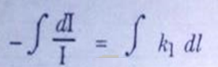 -∫ dI/I = ∫ k₁ dl